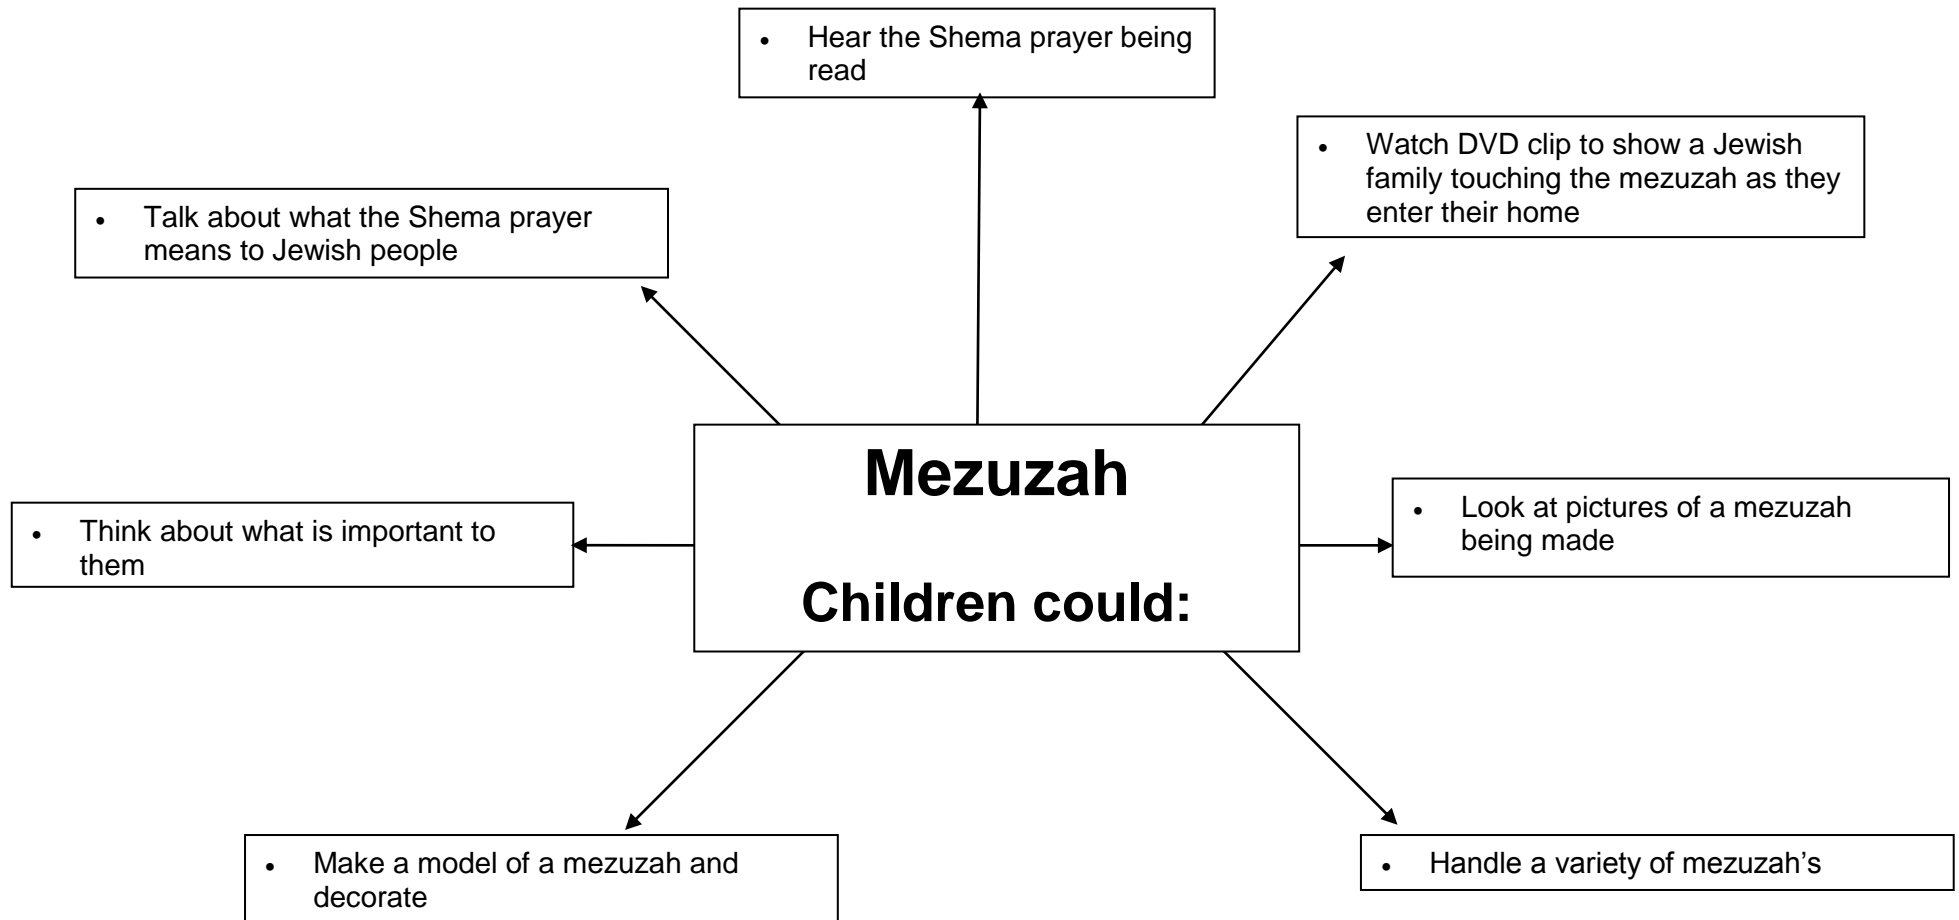 • Hear the Shema prayer being
read
• Watch DVD clip to show a Jewish
family touching the mezuzah as they
enter their home
• Talk about what the Shema prayer
means to Jewish people
Mezuzah
Children could:
• Look at pictures of a mezuzah
being made
• Think about what is important to
them
• Make a model of a mezuzah and
decorate
• Handle a variety of mezuzah’s